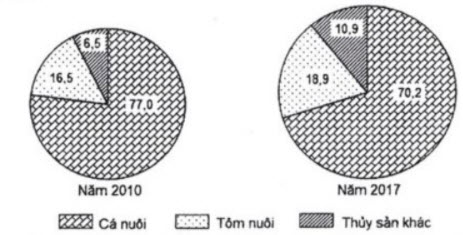 6,5
16,5
77,0
10,9
18,9
70,2
Năm 2010
Năm 2017
Cá nuôi
Tôm nuôi
Thủy sản khác